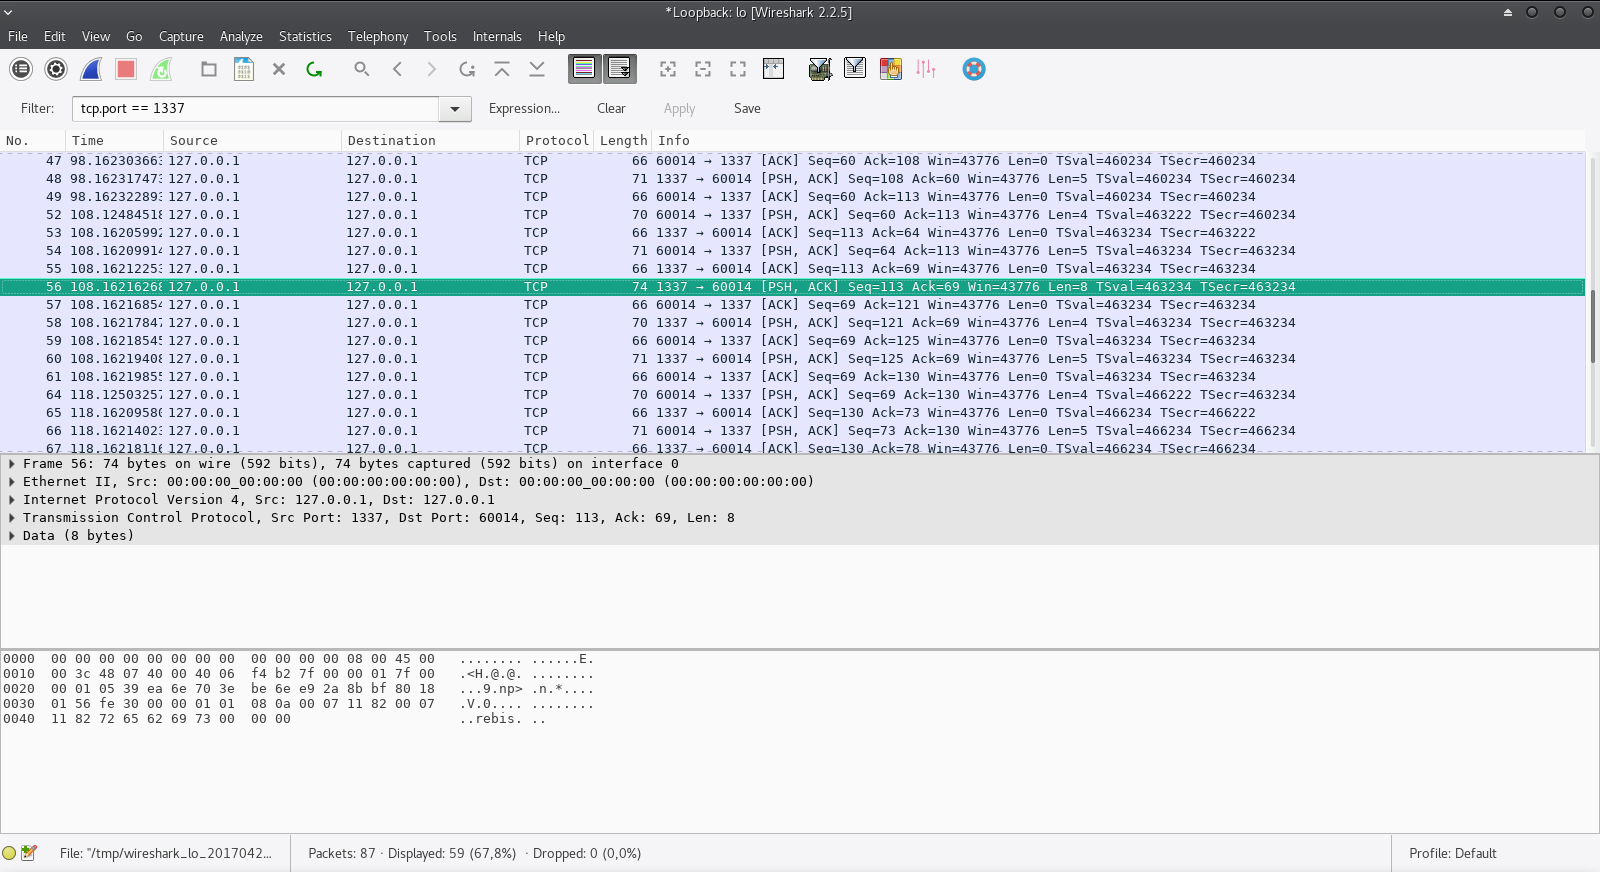 *Loopback: lo [Wireshark 2.2.5]
File Edit View Go Capture Analyze Statistics Telephony Tools Internals Help
Filter: tcp.port == 1337 Expression... Clear Apply Save
No. Time Source Destination Protocol Length Info
47 98.162303663 127.0.0.1 127.0.0.1 TCP 66 60014 → 1337 [ACK] Seq=60 Ack=108 Win=43776 Len=0 TSval=460234 TSecr=460234
48 98.162317473 127.0.0.1 127.0.0.1 TCP 71 1337 → 60014 [PSH, ACK] Seq=108 Ack=60 Win=43776 Len=5 TSval=460234 TSecr=460234
49 98.162322893 127.0.0.1 127.0.0.1 TCP 66 60014 → 1337 [ACK] Seq=60 Ack=113 Win=43776 Len=0 TSval=460234 TSecr=460234
52 108.12484518 127.0.0.1 127.0.0.1 TCP 70 60014 → 1337 [PSH, ACK] Seq=60 Ack=113 Win=43776 Len=4 TSval=463222 TSecr=460234
53 108.16205992 127.0.0.1 127.0.0.1 TCP 66 1337 → 60014 [ACK] Seq=113 Ack=64 Win=43776 Len=0 TSval=463234 TSecr=463222
54 108.16209914 127.0.0.1 127.0.0.1 TCP 71 60014 → 1337 [PSH, ACK] Seq=64 Ack=113 Win=43776 Len=5 TSval=463234 TSecr=463234
55 108.16212253 127.0.0.1 127.0.0.1 TCP 66 1337 → 60014 [ACK] Seq=113 Ack=69 Win=43776 Len=0 TSval=463234 TSecr=463234
56 108.16216268 127.0.0.1 127.0.0.1 TCP 74 1337 → 60014 [PSH, ACK] Seq=113 Ack=69 Win=43776 Len=8 TSval=463234 TSecr=463234
57 108.16216854 127.0.0.1 127.0.0.1 TCP 66 60014 → 1337 [ACK] Seq=69 Ack=121 Win=43776 Len=0 TSval=463234 TSecr=463234
58 108.16217847 127.0.0.1 127.0.0.1 TCP 70 1337 → 60014 [PSH, ACK] Seq=121 Ack=69 Win=43776 Len=4 TSval=463234 TSecr=463234
59 108.16218545 127.0.0.1 127.0.0.1 TCP 66 60014 → 1337 [ACK] Seq=69 Ack=125 Win=43776 Len=0 TSval=463234 TSecr=463234
60 108.16219408 127.0.0.1 127.0.0.1 TCP 71 1337 → 60014 [PSH, ACK] Seq=125 Ack=69 Win=43776 Len=5 TSval=463234 TSecr=463234
61 108.16219855 127.0.0.1 127.0.0.1 TCP 66 60014 → 1337 [ACK] Seq=69 Ack=130 Win=43776 Len=0 TSval=463234 TSecr=463234
64 118.12503257 127.0.0.1 127.0.0.1 TCP 70 60014 → 1337 [PSH, ACK] Seq=69 Ack=130 Win=43776 Len=4 TSval=466222 TSecr=463234
65 118.16209580 127.0.0.1 127.0.0.1 TCP 66 1337 → 60014 [ACK] Seq=130 Ack=73 Win=43776 Len=0 TSval=466234 TSecr=466222
66 118.16214023 127.0.0.1 127.0.0.1 TCP 71 60014 → 1337 [PSH, ACK] Seq=73 Ack=130 Win=43776 Len=5 TSval=466234 TSecr=466234
67 118.16218116 127.0.0.1 127.0.0.1 TCP 66 1337 → 60014 [ACK] Seq=130 Ack=78 Win=43776 Len=0 TSval=466234 TSecr=466234
Frame 56: 74 bytes on wire (592 bits), 74 bytes captured (592 bits) on interface 0
Ethernet II, Src: 00:00:00_00:00:00 (00:00:00:00:00:00), Dst: 00:00:00_00:00:00 (00:00:00:00:00:00)
Internet Protocol Version 4, Src: 127.0.0.1, Dst: 127.0.0.1
Transmission Control Protocol, Src Port: 1337, Dst Port: 60014, Seq: 113, Ack: 69, Len: 8
Data (8 bytes)
0000 00 00 00 00 00 00 00 00 00 00 00 00 08 00 45 00 ........ ......E.
0010 00 3c 48 07 40 00 40 06 f4 b2 7f 00 00 01 7f 00 .<H.@.@. ........
0020 00 01 05 39 ea 6e 70 3e be 6e e9 2a 8b bf 80 18 ...9.np> .n.*....
0030 01 56 fe 30 00 00 01 01 08 0a 00 07 11 82 00 07 .V.0.... ........
0040 11 82 72 65 62 69 73 00 00 00 ..rebis. ..
File: "/tmp/wireshark_lo_2017042... Packets: 87 · Displayed: 59 (67,8%) · Dropped: 0 (0,0%) Profile: Default